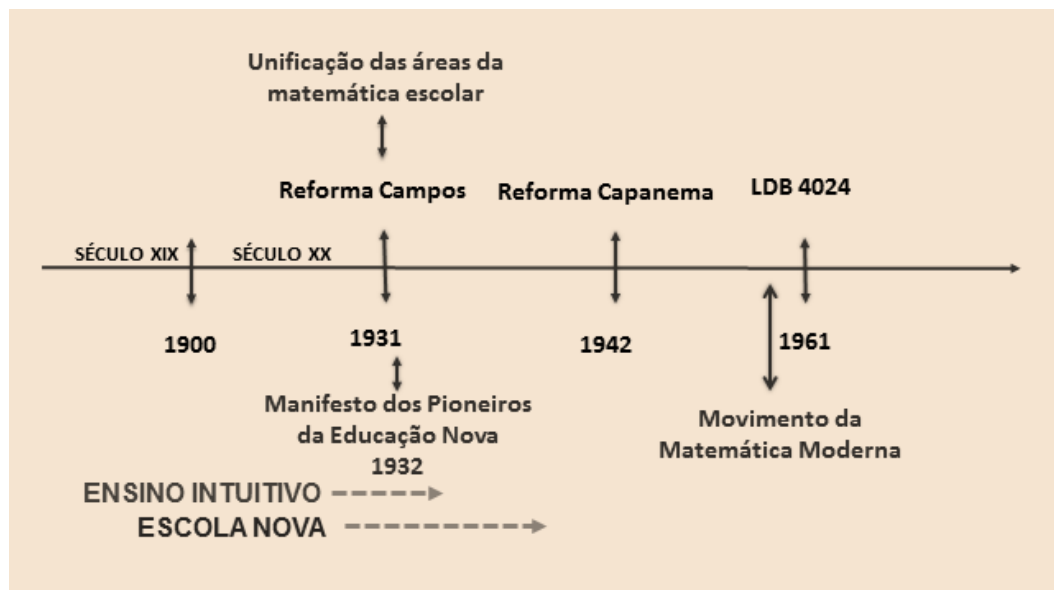 Unificação das áreas da
matemática escolar
Reforma Campos
Reforma Capanema
LDB 4024
SÉCULO XIX
SÉCULO XX
1900
1931
1942
1961
Manifesto dos Pioneiros
da Educação Nova
1932
Movimento da
Matemática Moderna
ENSINO INTUITIVO
ESCOLA NOVA